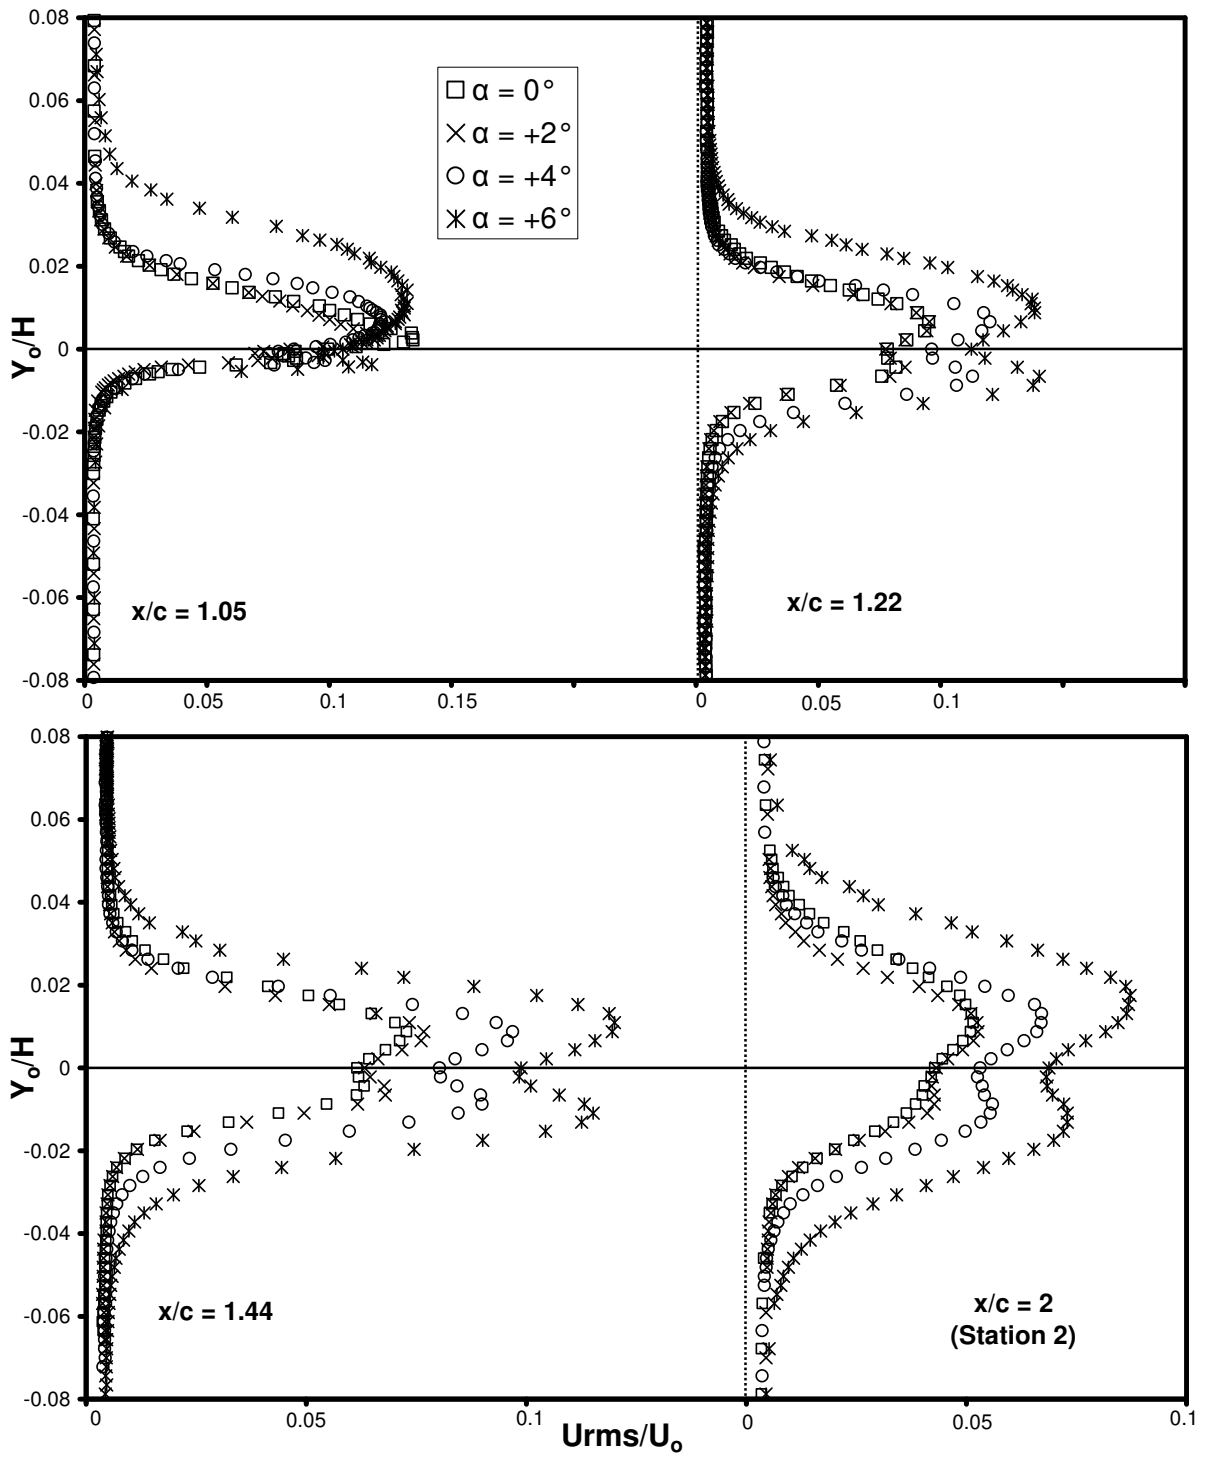 0.08
0.06
0.04
0.02
0
-0.02
-0.04
-0.06
-0.08
Yo/H
□ α = 0°
× α = +2°
○ α = +4°
∗ α = +6°
x/c = 1.05
x/c = 1.22
0 0.05 0.1 0.15 0 0.05 0.1
0.08
0.06
0.04
0.02
0
-0.02
-0.04
-0.06
-0.08
Yo/H
x/c = 1.44
x/c = 2
(Station 2)
0 0.05 0.1 0 0.05 0.1
Urms/Uo